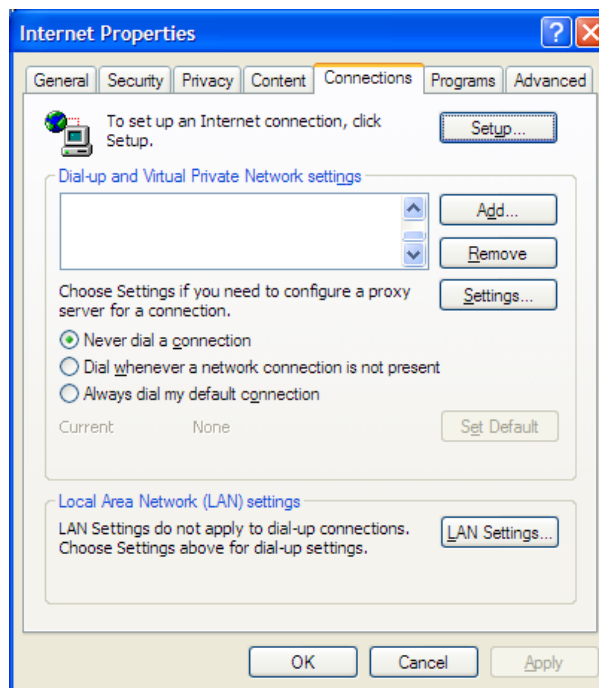 Internet Properties
General Security Privacy Content Connections Programs Advanced
To set up an Internet connection, click
Setup.
Setup...
Dial-up and Virtual Private Network settings
Add...
Remove
Choose Settings if you need to configure a proxy
server for a connection.
Settings...
Never dial a connection
Dial whenever a network connection is not present
Always dial my default connection
Current None Set Default
Local Area Network (LAN) settings
LAN Settings do not apply to dial-up connections.
Choose Settings above for dial-up settings.
LAN Settings...
OK Cancel Apply